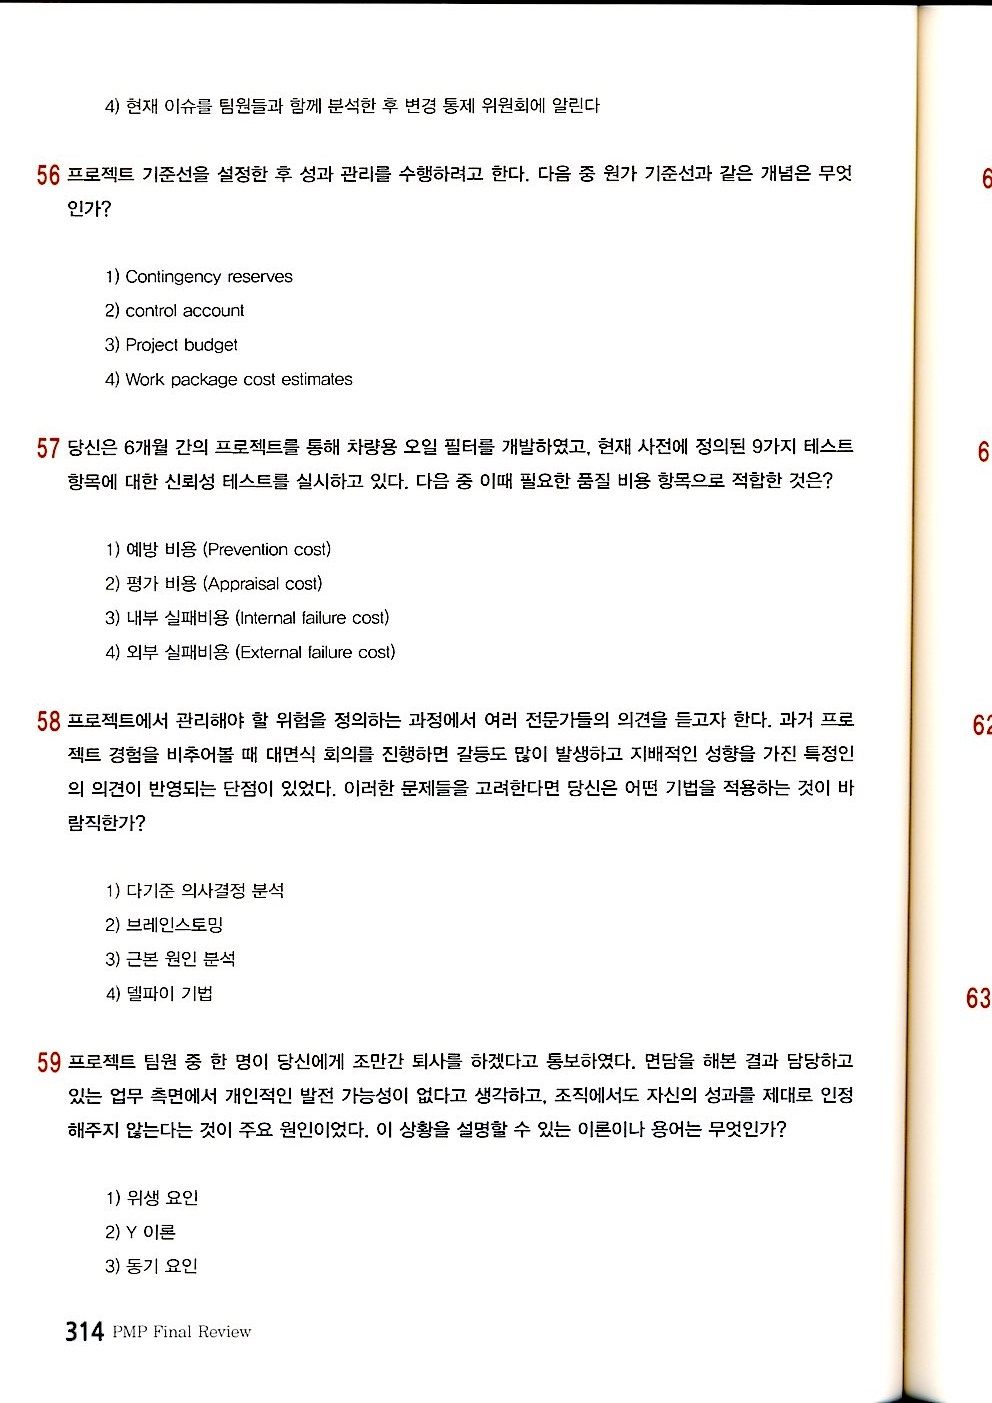 4) 현재 이슈를 팀원들과 함께 분석한 후 변경 통제 위원회에 알린다
56 프로젝트 기준선을 설정한 후 성과 관리를 수행하려고 한다. 다음 중 원가 기준선과 같은 개념은 무엇
인가?
1) Contingency reserves
2) control account
3) Project budget
4) Work package cost estimates
57 당신은 6개월 간의 프로젝트를 통해 차량용 오일 필터를 개발하였고, 현재 사전에 정의된 9가지 테스트
항목에 대한 신뢰성 테스트를 실시하고 있다. 다음 중 이때 필요한 품질 비용 항목으로 적합한 것은?
1) 예방 비용 (Prevention cost)
2) 평가 비용 (Appraisal cost)
3) 내부 실패비용 (Internal failure cost)
4) 외부 실패비용 (External failure cost)
58 프로젝트에서 관리해야 할 위험을 정의하는 과정에서 여러 전문가들의 의견을 듣고자 한다. 과거 프로
젝트 경험을 비추어볼 때 대면식 회의를 진행하면 갈등도 많이 발생하고 지배적인 성향을 가진 특정인
의 의견이 반영되는 단점이 있었다. 이러한 문제들을 고려한다면 당신은 어떤 기법을 적용하는 것이 바
람직한가?
1) 다기준 의사결정 분석
2) 브레인스토밍
3) 근본 원인 분석
4) 델파이 기법
59 프로젝트 팀원 중 한 명이 당신에게 조만간 퇴사를 하겠다고 통보하였다. 면담을 해본 결과 담당하고
있는 업무 측면에서 개인적인 발전 가능성이 없다고 생각하고, 조직에서도 자신의 성과를 제대로 인정
해주지 않는다는 것이 주요 원인이었다. 이 상황을 설명할 수 있는 이론이나 용어는 무엇인가?
1) 위생 요인
2) Y 이론
3) 동기 요인
314 PMP Final Review
6
6
62
63